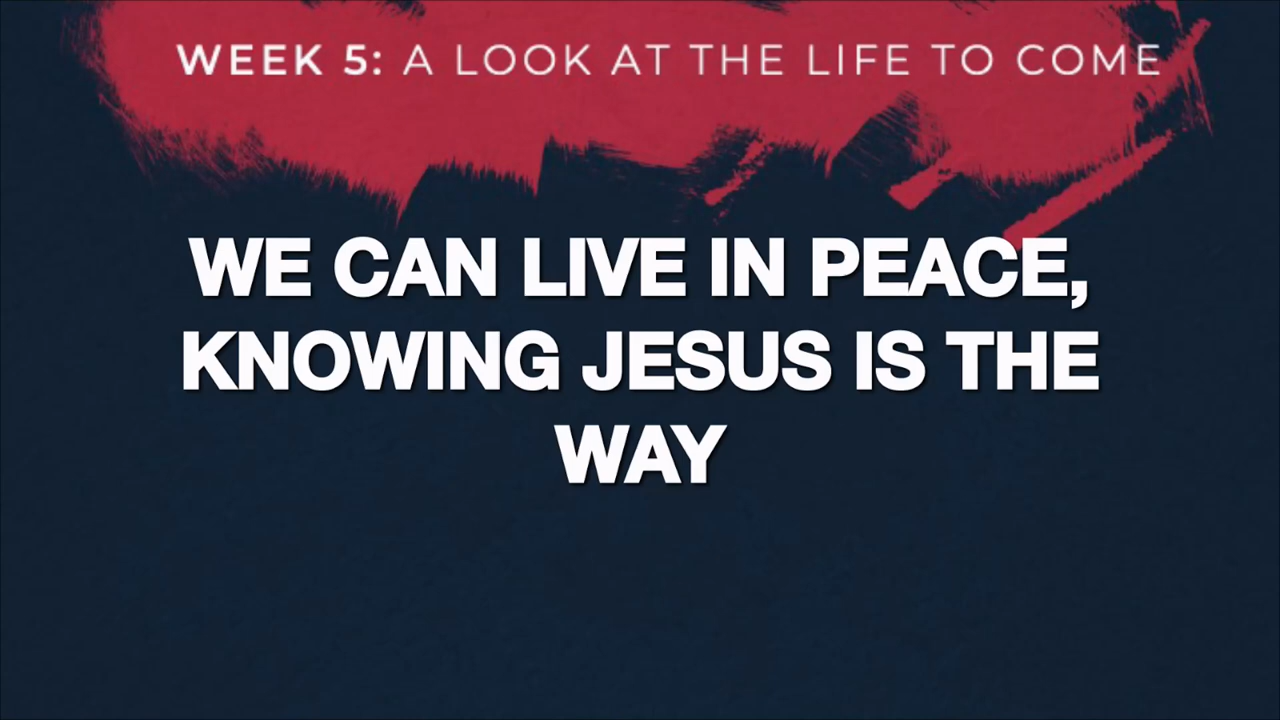 WEEK 5: A LOOK AT THE LIFE TO COME
WE CAN LIVE IN PEACE,
KNOWING JESUS IS THE
WAY